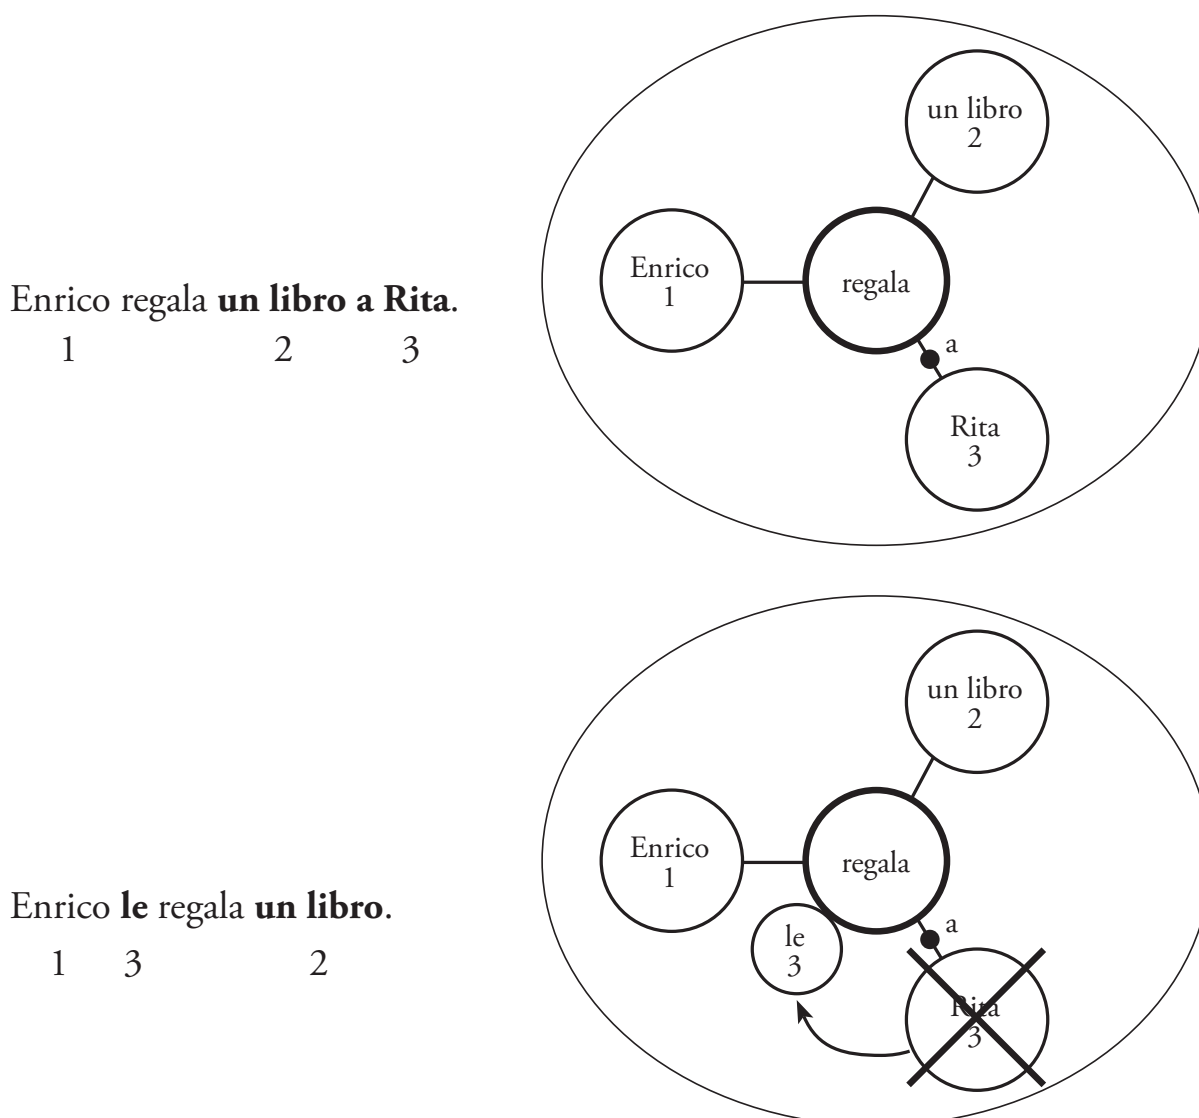 un libro
2
Enrico
1
regala
Enrico regala un libro a Rita.
1 2 3
a
Rita
3
un libro
2
Enrico
1
regala
Enrico le regala un libro.
1 3 2
le
3
a
Rita
3